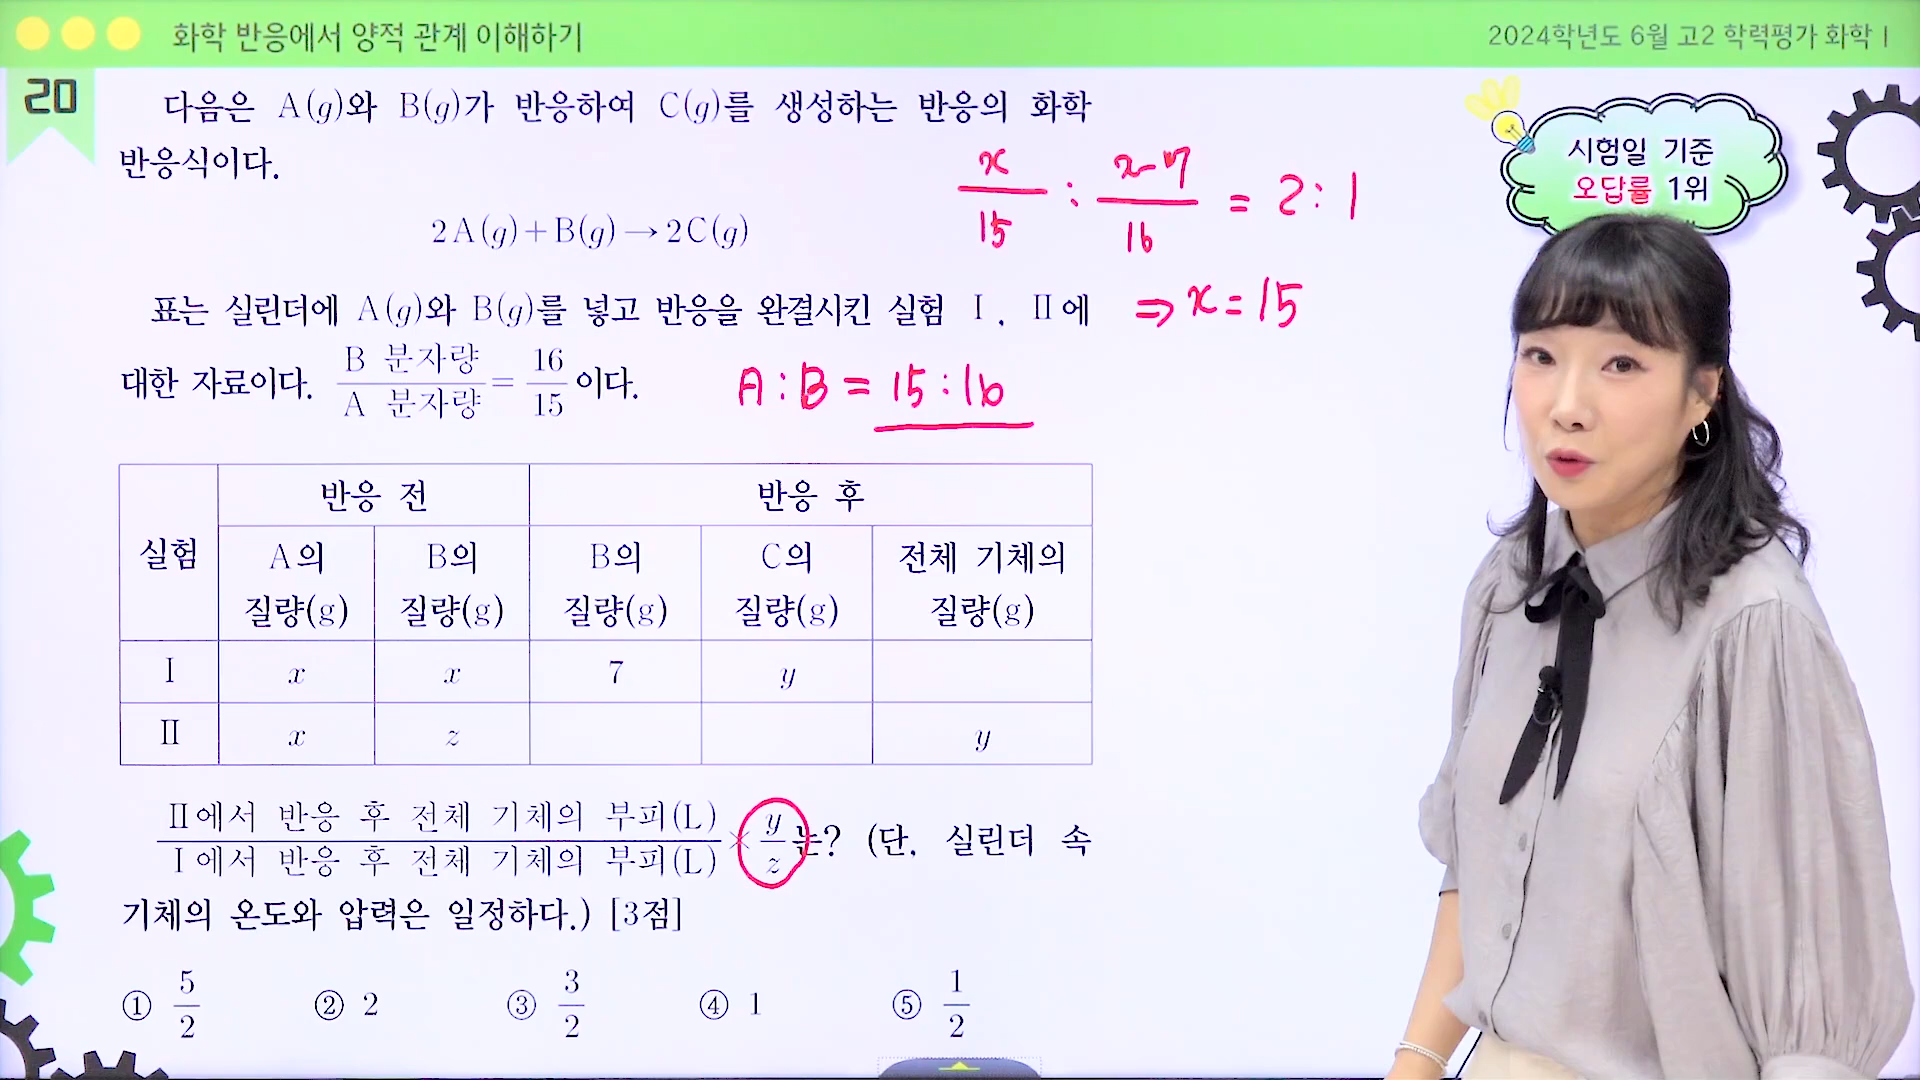 화학 반응에서 양적 관계 이해하기
2024학년도 6월 고2 학력평가 화학 Ⅰ
20
다음은 A(g)와 B(g)가 반응하여 C(g)를 생성하는 반응의 화학
반응식이다.
2A(g)+B(g)→2C(g)
x/15 : x-7/16 = 2:1
시험일 기준
오답률 1위
표는 실린더에 A(g)와 B(g)를 넣고 반응을 완결시킨 실험 Ⅰ, Ⅱ에
⇒ x=15
대한 자료이다. B 분자량/A 분자량 = 16/15 이다.
A:B = 15:16
실험 반응 전 반응 후
A의 질량(g) B의 질량(g) B의 질량(g) C의 질량(g) 전체 기체의 질량(g)
Ⅰ x x 7 y
Ⅱ x z y
Ⅱ에서 반응 후 전체 기체의 부피(L)/Ⅰ에서 반응 후 전체 기체의 부피(L) × y/z 는? (단, 실린더 속
기체의 온도와 압력은 일정하다.) [3점]
① 5/2 ② 2 ③ 3/2 ④ 1 ⑤ 1/2